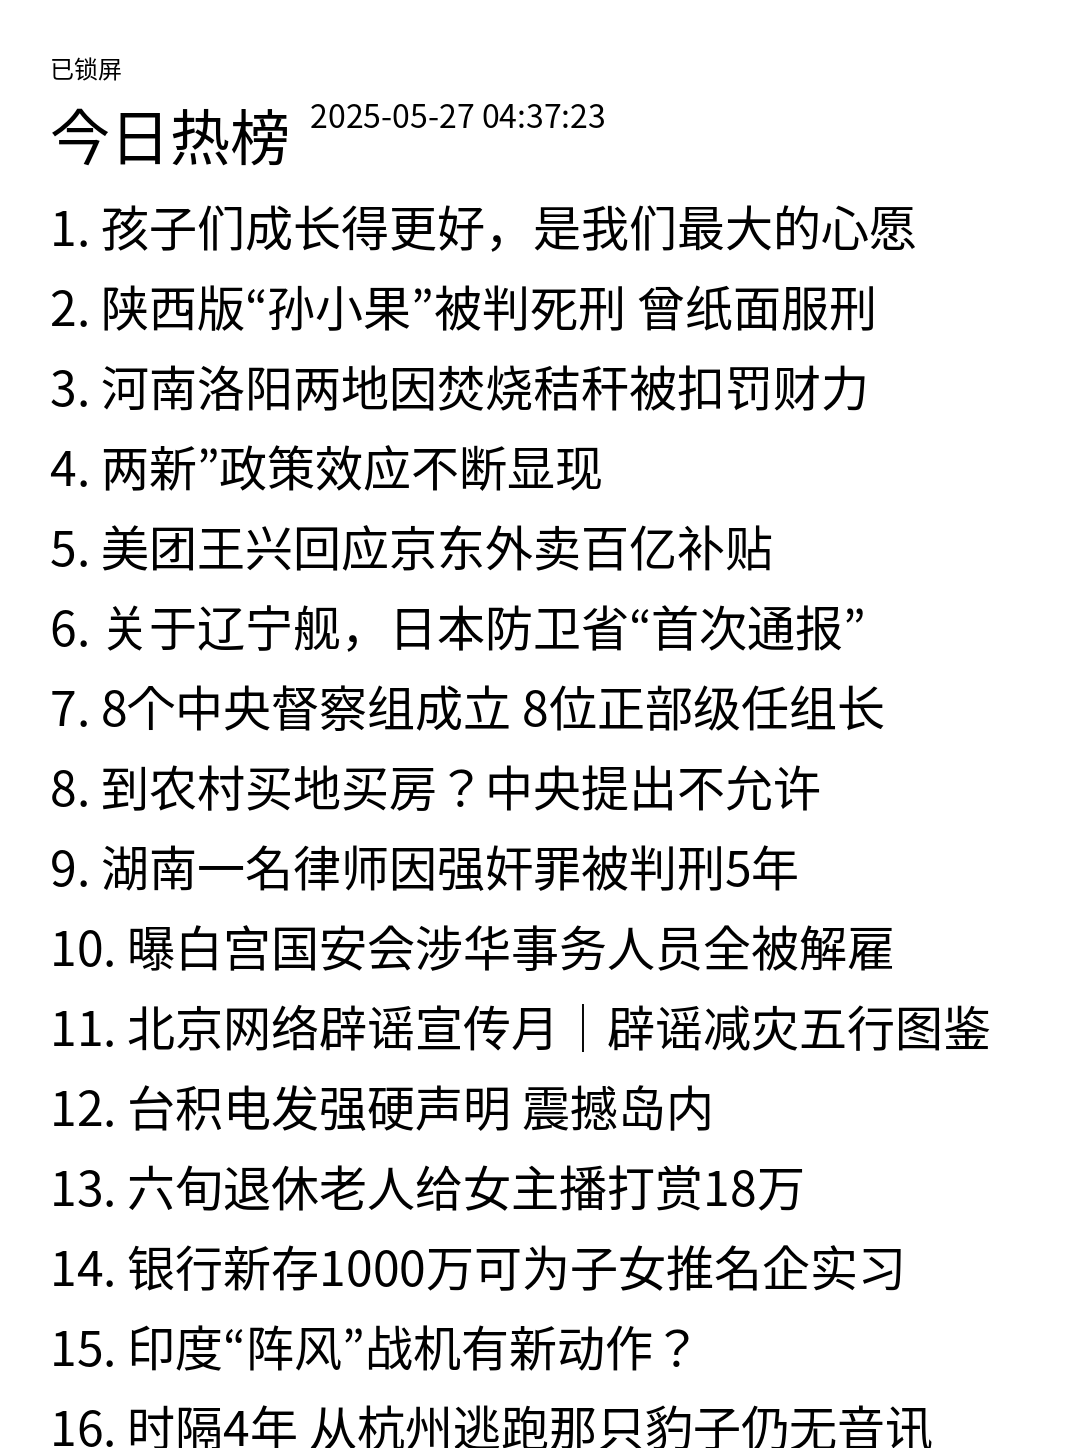 已锁屏
今日热榜 2025-05-27 04:37:23
1. 孩子们成长得更好，是我们最大的心愿
2. 陕西版“孙小果”被判死刑 曾纸面服刑
3. 河南洛阳两地因焚烧秸秆被扣罚财力
4. 两新”政策效应不断显现
5. 美团王兴回应京东外卖百亿补贴
6. 关于辽宁舰，日本防卫省“首次通报”
7. 8个中央督察组成立 8位正部级任组长
8. 到农村买地买房？中央提出不允许
9. 湖南一名律师因强奸罪被判刑5年
10. 曝白宫国安会涉华事务人员全被解雇
11. 北京网络辟谣宣传月｜辟谣减灾五行图鉴
12. 台积电发强硬声明 震撼岛内
13. 六旬退休老人给女主播打赏18万
14. 银行新存1000万可为子女推名企实习
15. 印度“阵风”战机有新动作？
16. 时隔4年 从杭州逃跑那只豹子仍无音讯